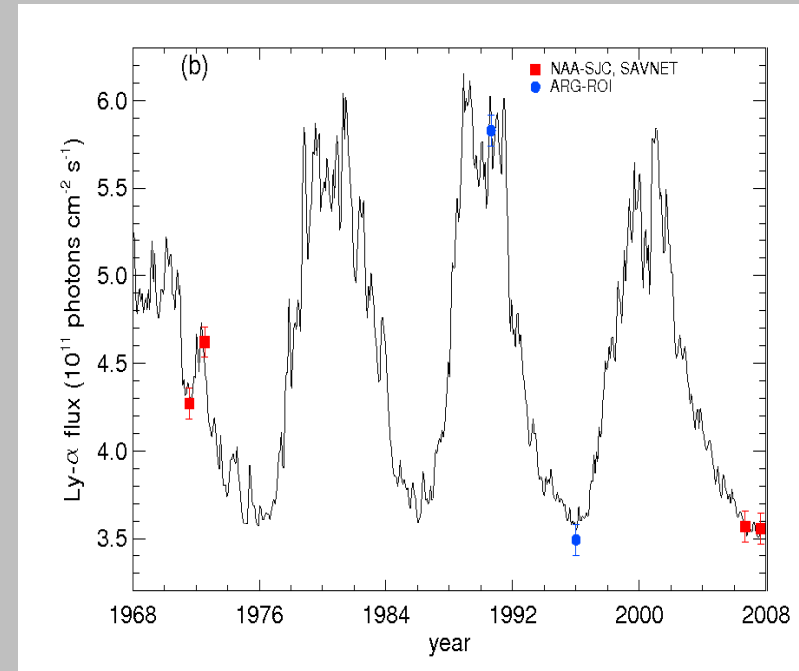 (b)
NAA-SJC, SAVNET
ARG-ROI
Ly-α flux (10¹¹ photons cm⁻² s⁻¹)
6.0
5.5
5.0
4.5
4.0
3.5
1968 1976 1984 1992 2000 2008
year